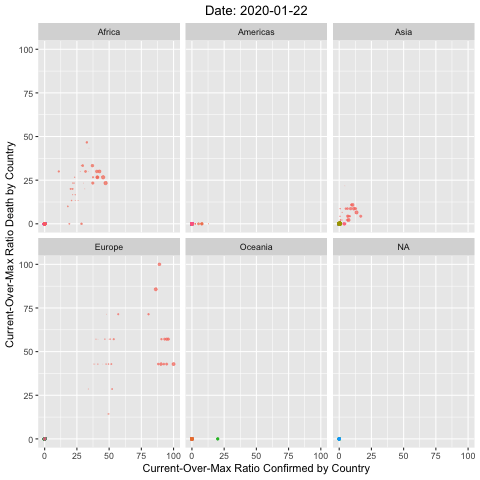 Date: 2020-01-22
Africa Americas Asia
100
75
50
25
0
Europe Oceania NA
100
75
50
25
0
0 25 50 75 100 0 25 50 75 100 0 25 50 75 100
Current-Over-Max Ratio Confirmed by Country
Current-Over-Max Ratio Death by Country